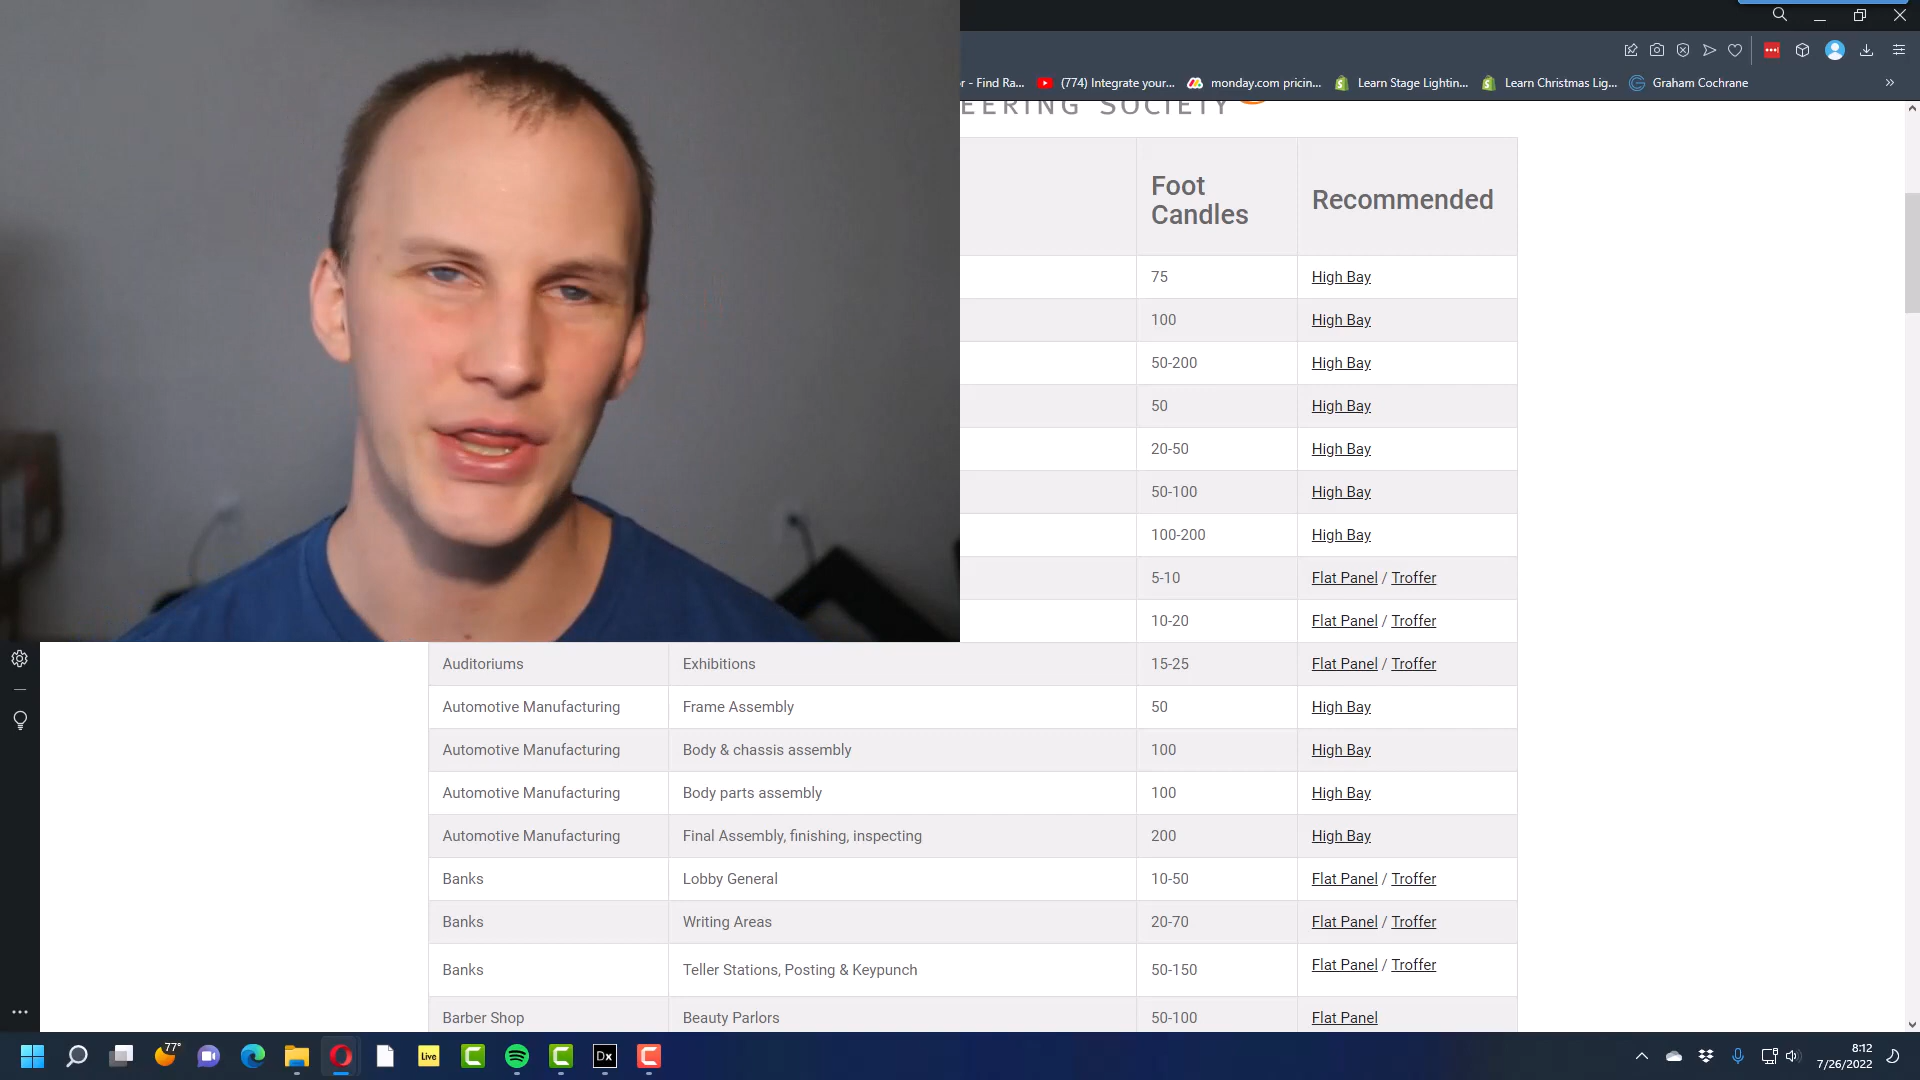 or - Find Ra... (774) Integrate your... monday.com pricin... Learn Stage Lightin... Learn Christmas Lig... Graham Cochrane »
EERING SOCIETY
Foot
Candles
Recommended
75 High Bay
100 High Bay
50-200 High Bay
50 High Bay
20-50 High Bay
50-100 High Bay
100-200 High Bay
5-10 Flat Panel / Troffer
10-20 Flat Panel / Troffer
Auditoriums Exhibitions 15-25 Flat Panel / Troffer
Automotive Manufacturing Frame Assembly 50 High Bay
Automotive Manufacturing Body & chassis assembly 100 High Bay
Automotive Manufacturing Body parts assembly 100 High Bay
Automotive Manufacturing Final Assembly, finishing, inspecting 200 High Bay
Banks Lobby General 10-50 Flat Panel / Troffer
Banks Writing Areas 20-70 Flat Panel / Troffer
Banks Teller Stations, Posting & Keypunch 50-150 Flat Panel / Troffer
Barber Shop Beauty Parlors 50-100 Flat Panel
77° Live Dx 8:12
7/26/2022